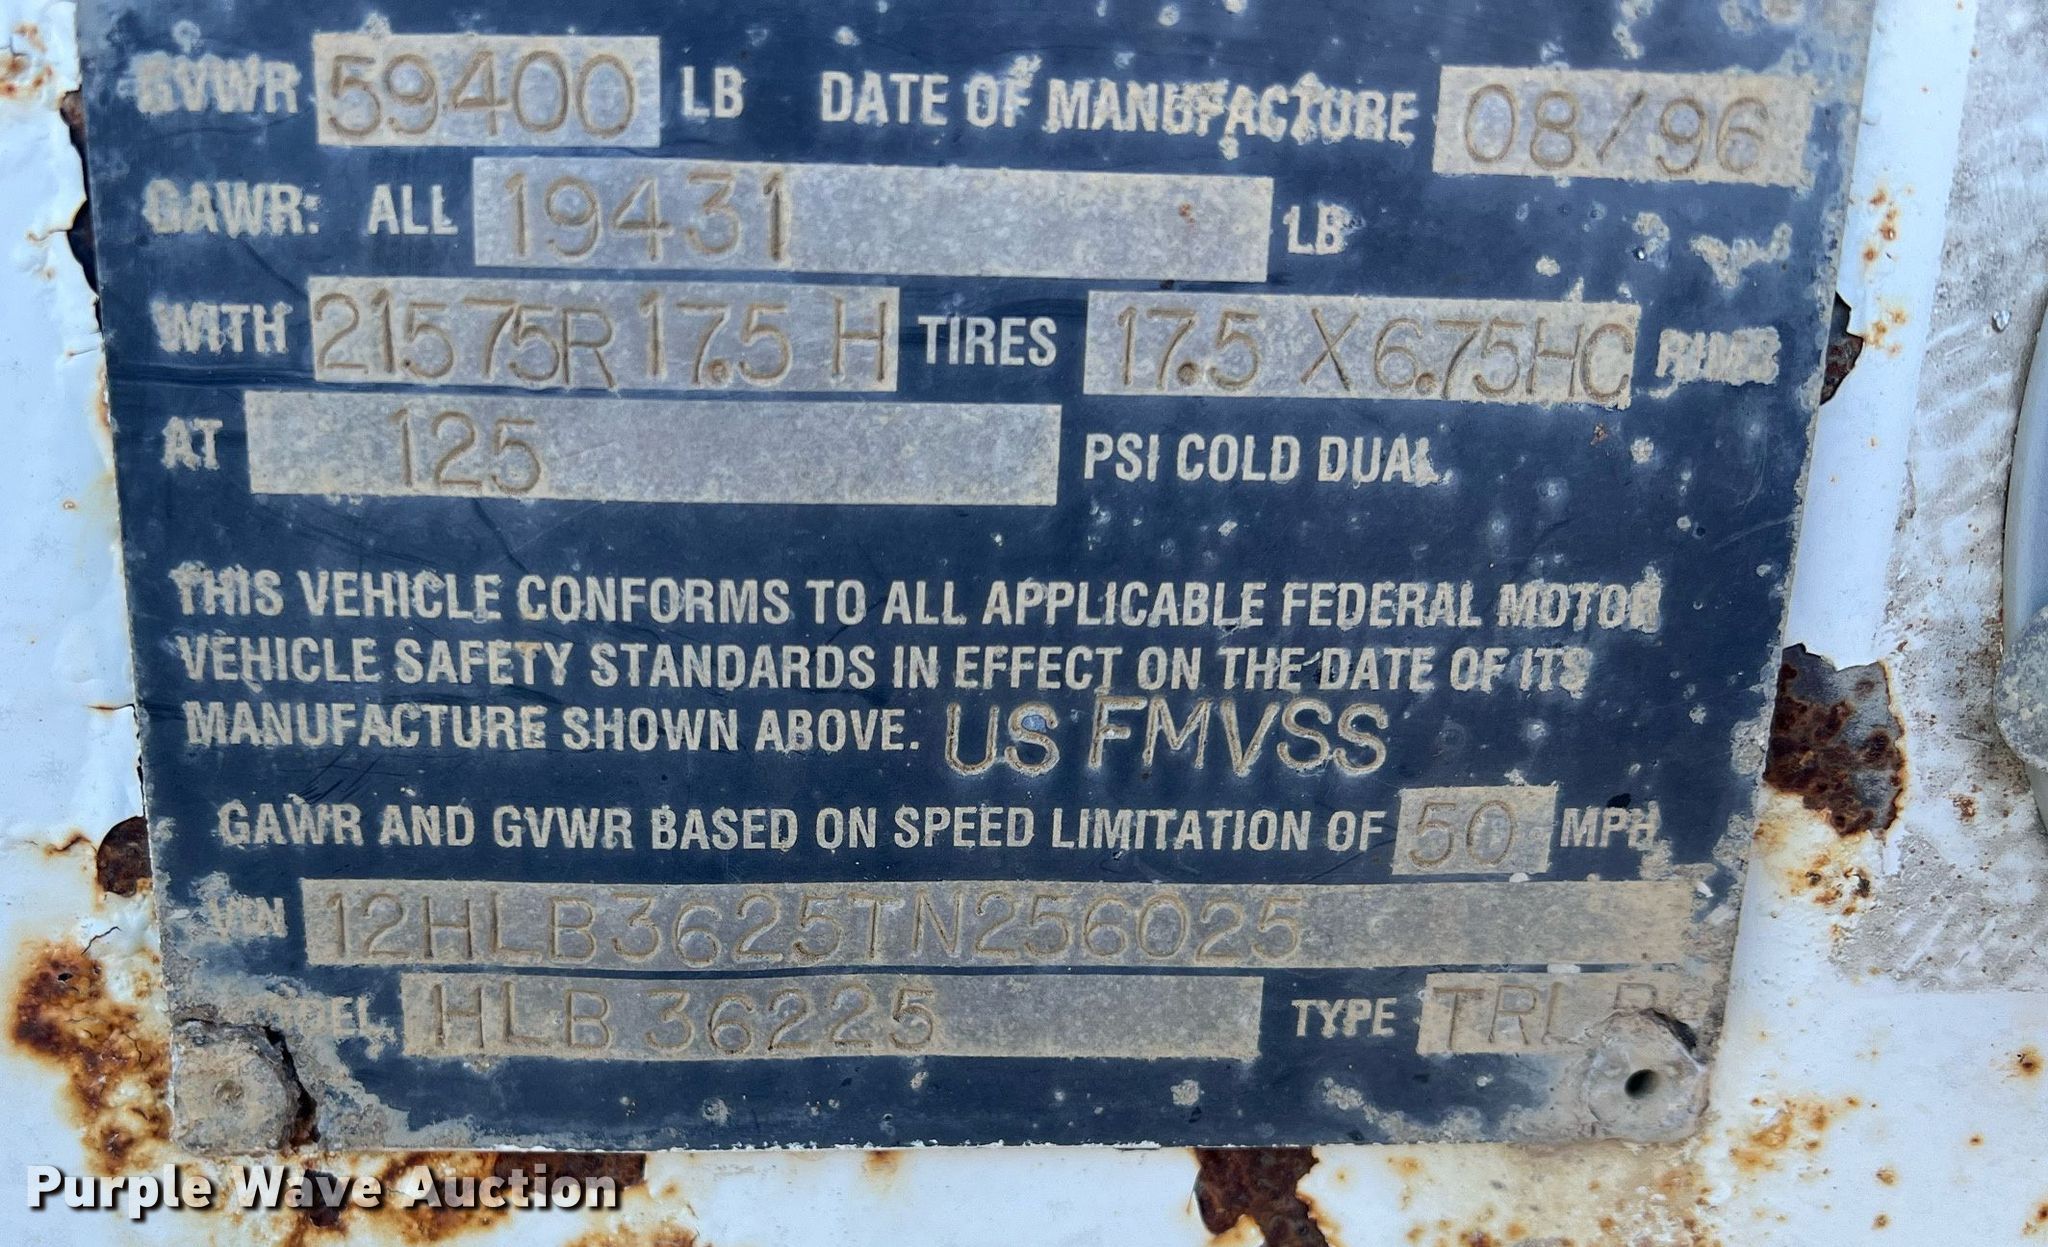 GVWR 59400 LB DATE OF MANUFACTURE 08/96
GAWR: ALL 19431 LB
WITH 21575R 17.5 H TIRES 17.5 X 6.75HC RIMS
AT 125 PSI COLD DUAL
THIS VEHICLE CONFORMS TO ALL APPLICABLE FEDERAL MOTOR
VEHICLE SAFETY STANDARDS IN EFFECT ON THE DATE OF ITS
MANUFACTURE SHOWN ABOVE. US FMVSS
GAWR AND GVWR BASED ON SPEED LIMITATION OF 50 MPH
VIN 12HLB3625TN256025
MODEL HLB 36225 TYPE TRLR
Purple Wave Auction